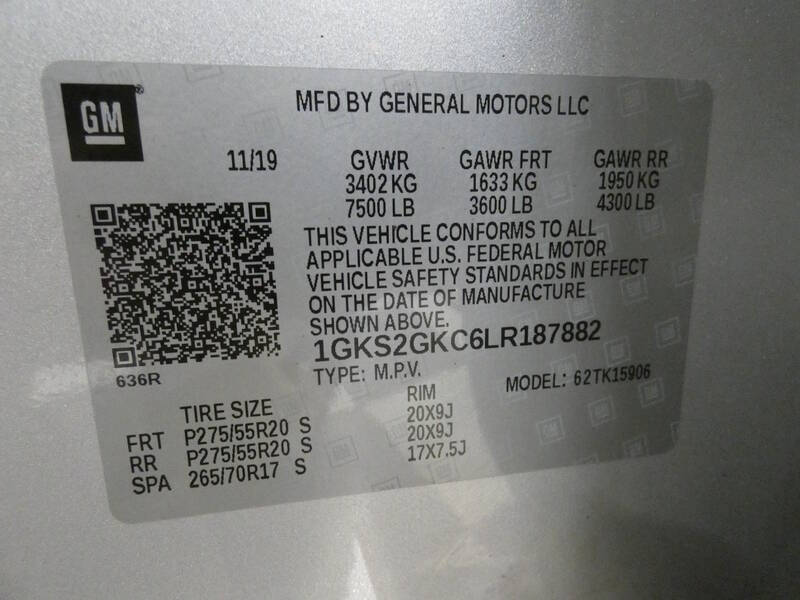 GM
MFD BY GENERAL MOTORS LLC
11/19 GVWR GAWR FRT GAWR RR
3402 KG 1633 KG 1950 KG
7500 LB 3600 LB 4300 LB
THIS VEHICLE CONFORMS TO ALL
APPLICABLE U.S. FEDERAL MOTOR
VEHICLE SAFETY STANDARDS IN EFFECT
ON THE DATE OF MANUFACTURE
SHOWN ABOVE.
1GKS2GKC6LR187882
636R
TYPE: M.P.V. MODEL: 62TK15906
TIRE SIZE RIM
FRT P275/55R20 S 20X9J
RR P275/55R20 S 20X9J
SPA 265/70R17 S 17X7.5J